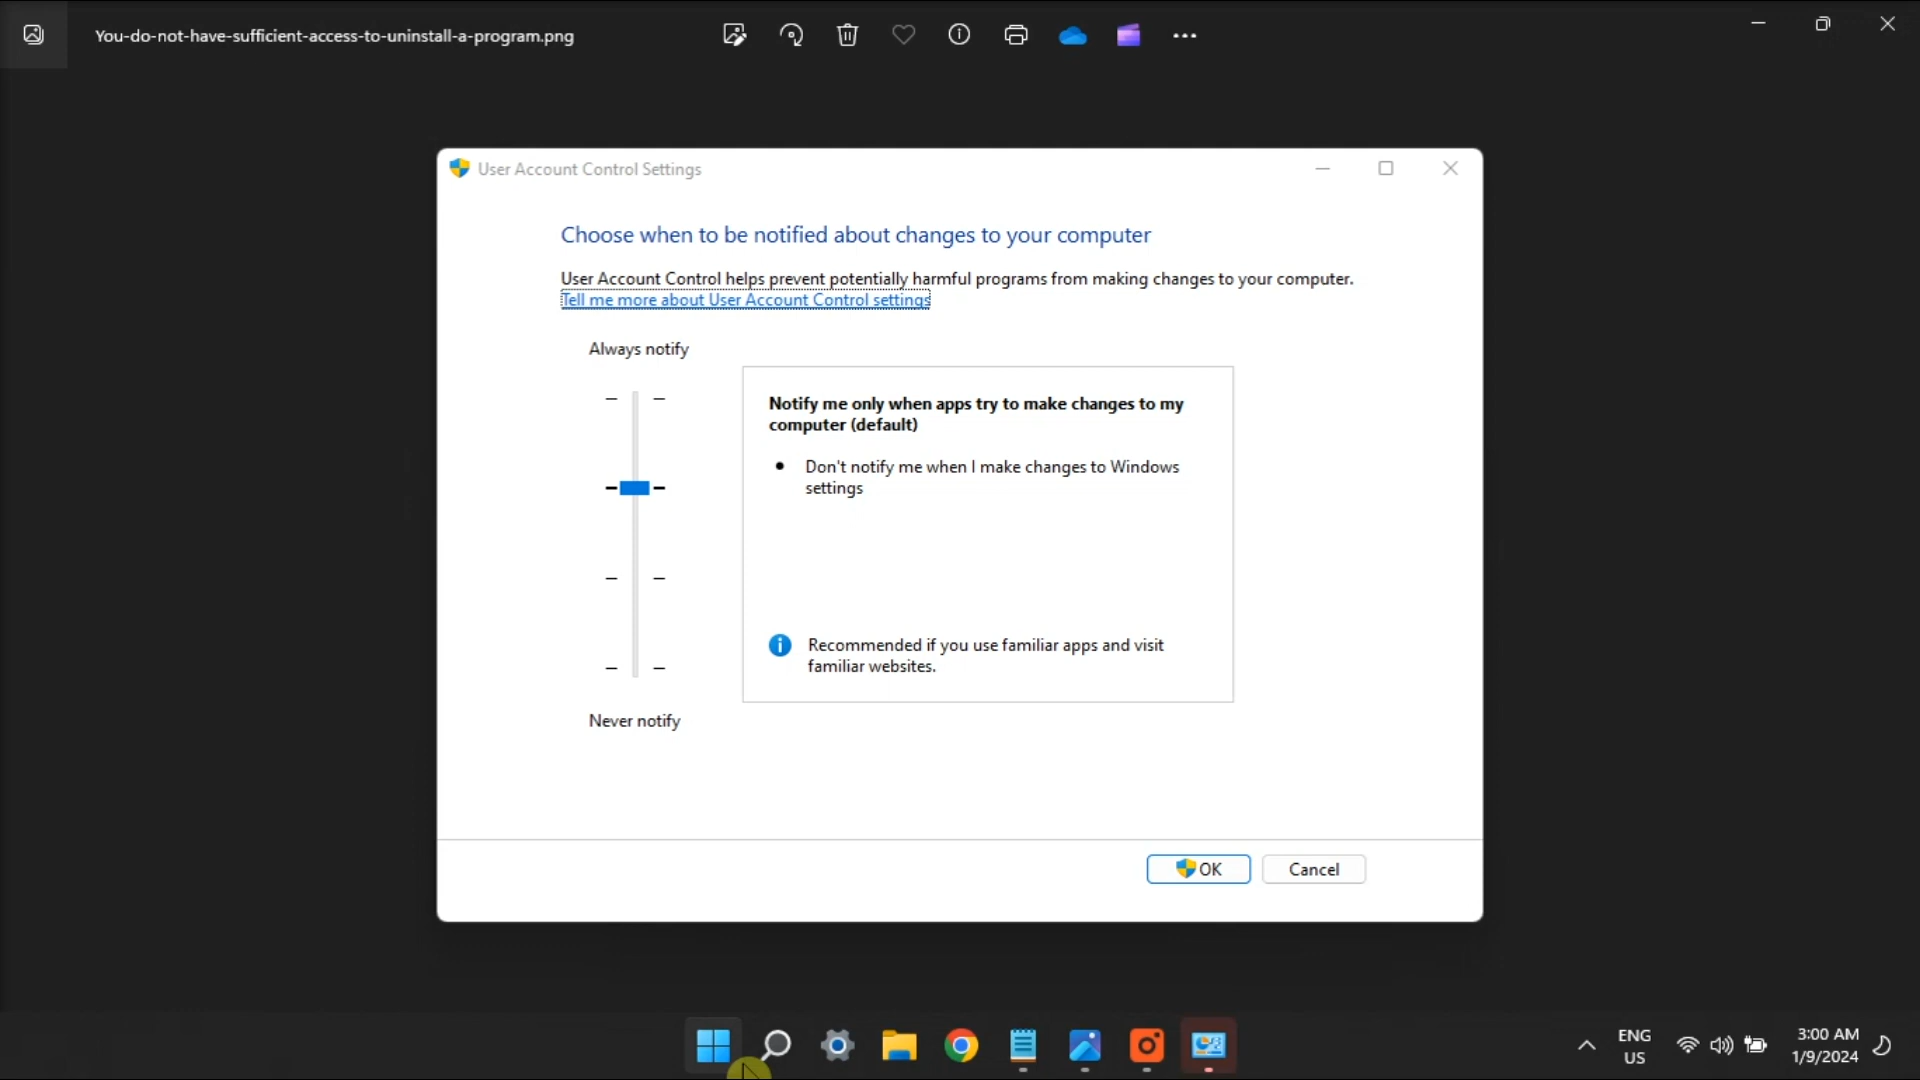 You-do-not-have-sufficient-access-to-uninstall-a-program.png
User Account Control Settings
Choose when to be notified about changes to your computer
User Account Control helps prevent potentially harmful programs from making changes to your computer.
Tell me more about User Account Control settings
Always notify
Notify me only when apps try to make changes to my
computer (default)
Don't notify me when I make changes to Windows
settings
Recommended if you use familiar apps and visit
familiar websites.
Never notify
OK
Cancel
ENG
US
3:00 AM
1/9/2024